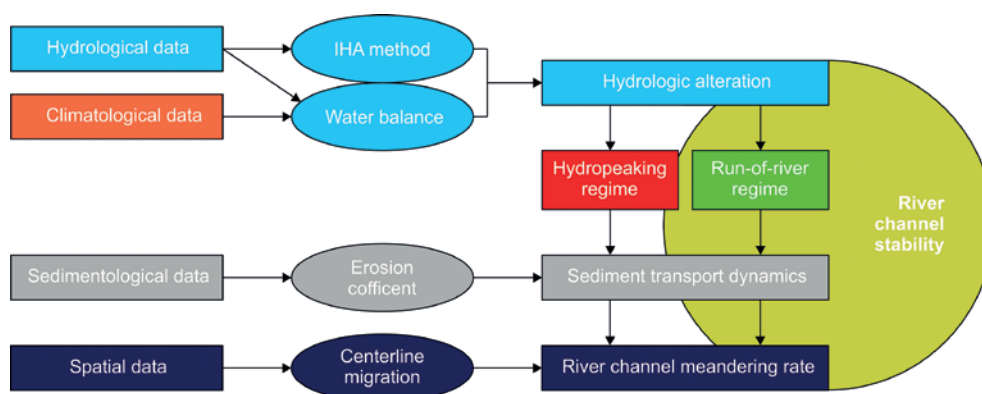 Hydrological data
IHA method
Climatological data
Water balance
Hydrologic alteration
Hydropeaking
regime
Run-of-river
regime
River
channel
stability
Sedimentological data
Erosion
cofficent
Sediment transport dynamics
Spatial data
Centerline
migration
River channel meandering rate